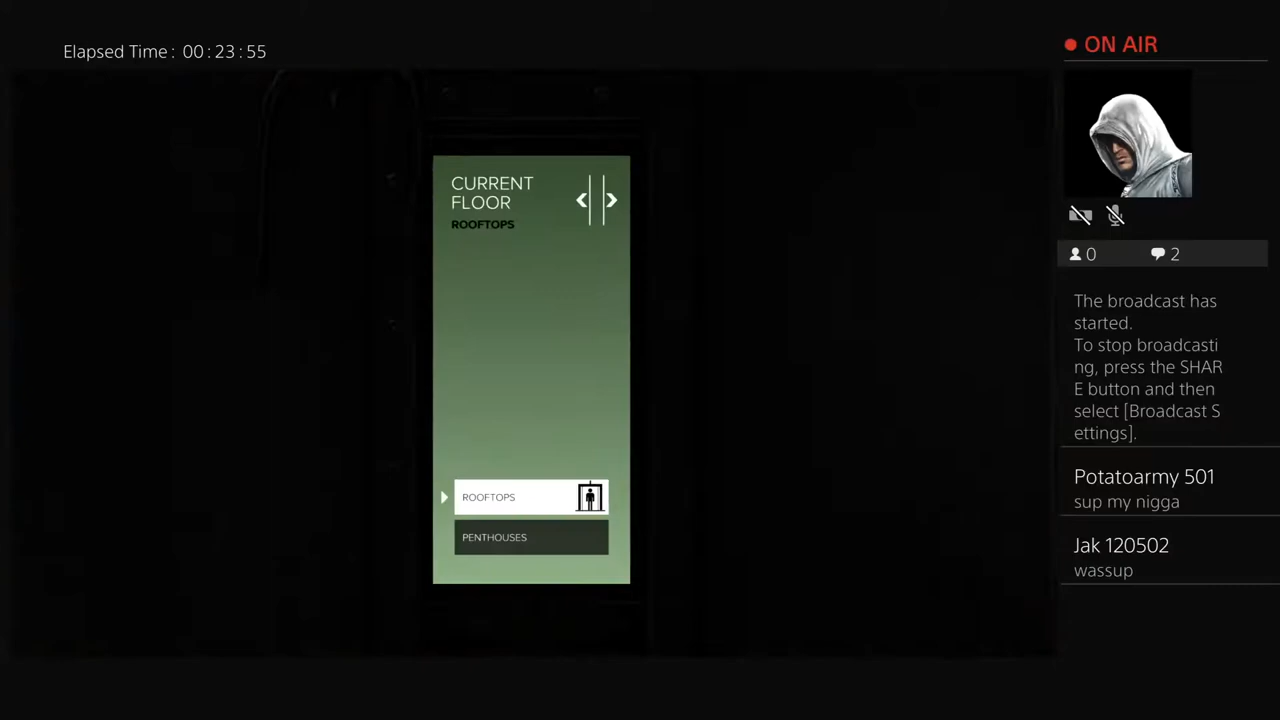 Elapsed Time: 00:23:55
ON AIR
CURRENT
FLOOR
ROOFTOPS
ROOFTOPS
PENTHOUSES
0
2
The broadcast has
started.
To stop broadcasti
ng, press the SHAR
E button and then
select [Broadcast S
ettings].
Potatoarmy 501
sup my nigga
Jak 120502
wassup